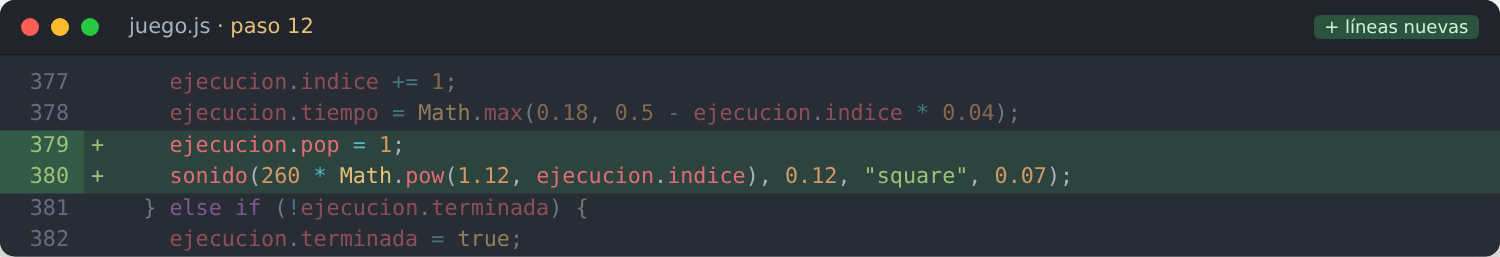 juego.js · paso 12
+ líneas nuevas
377 ejecucion.indice += 1;
378 ejecucion.tiempo = Math.max(0.18, 0.5 - ejecucion.indice * 0.04);
379 + ejecucion.pop = 1;
380 + sonido(260 * Math.pow(1.12, ejecucion.indice), 0.12, "square", 0.07);
381 } else if (!ejecucion.terminada) {
382 ejecucion.terminada = true;